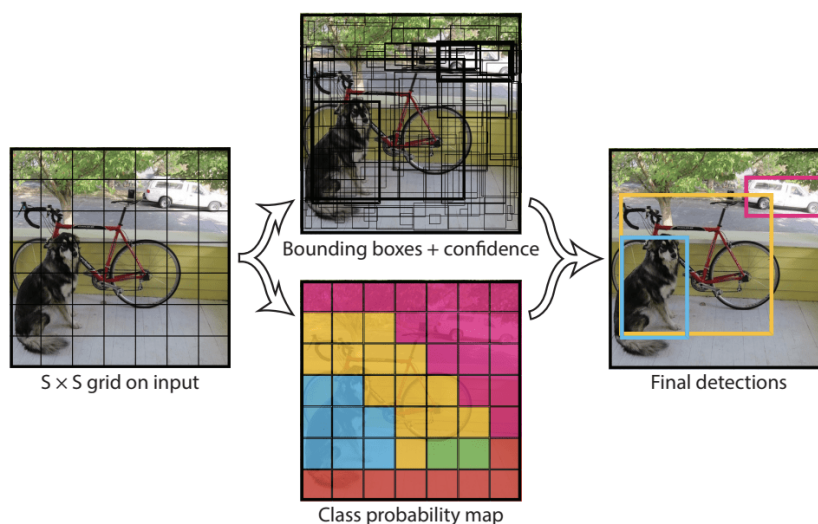 Bounding boxes + confidence
S × S grid on input
Final detections
Class probability map